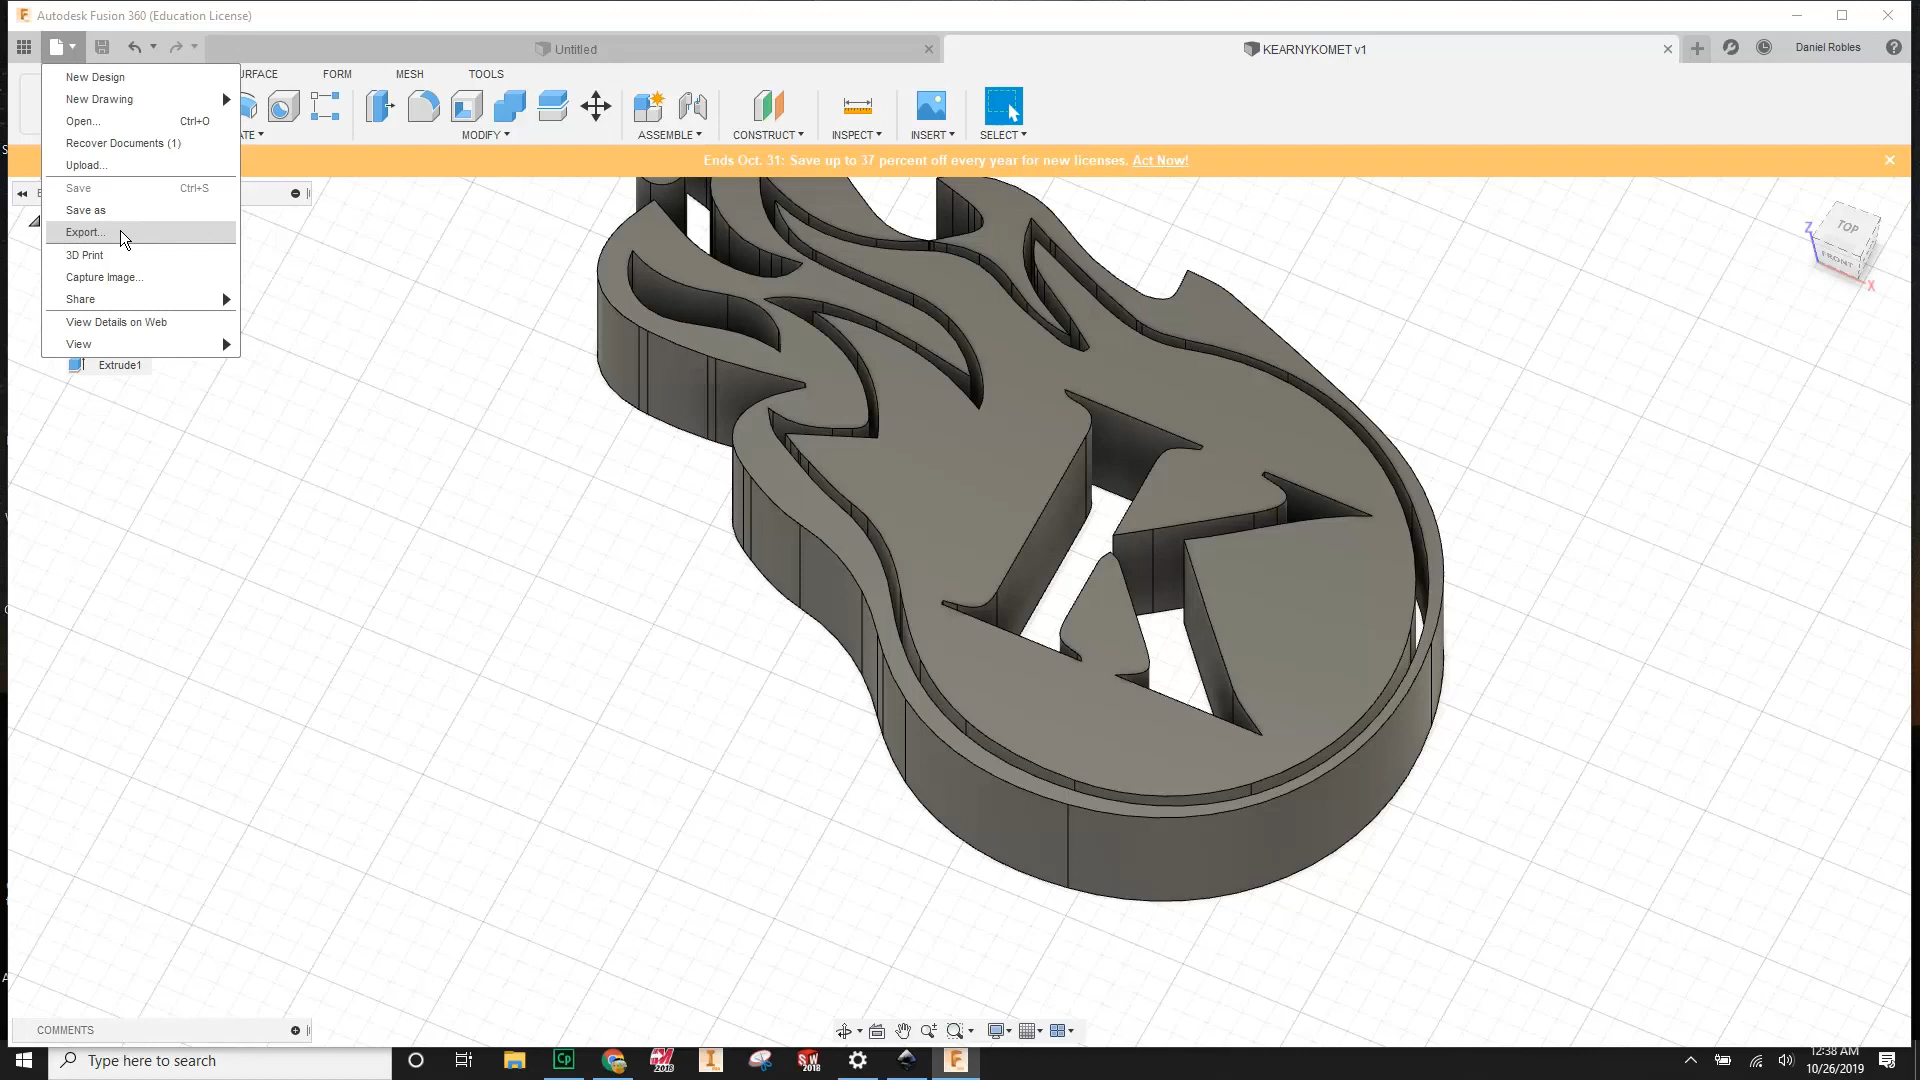 Autodesk Fusion 360 (Education License)
Untitled
KEARNYKOMET v1
Daniel Robles
New Design
New Drawing
Open... Ctrl+O
Recover Documents (1)
Upload...
Save Ctrl+S
Save as
Export...
3D Print
Capture Image...
Share
View Details on Web
View
URFACE FORM MESH TOOLS
ATE MODIFY ASSEMBLE CONSTRUCT INSPECT INSERT SELECT
Ends Oct. 31: Save up to 37 percent off every year for new licenses. Act Now!
Extrude1
TOP
FRONT
Z
X
COMMENTS
Type here to search
Cp
2018
SW
2018
12:38 AM
10/26/2019